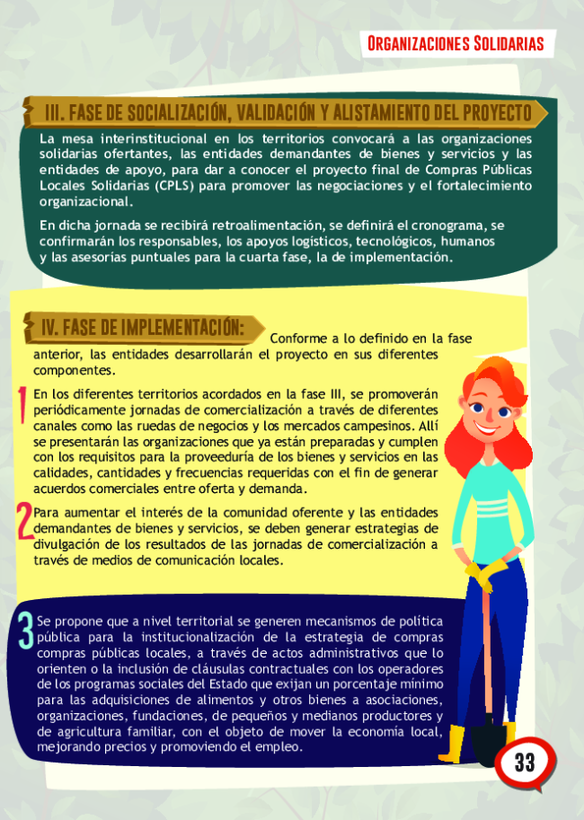 ORGANIZACIONES SOLIDARIAS
III. FASE DE SOCIALIZACIÓN, VALIDACIÓN Y ALISTAMIENTO DEL PROYECTO
La mesa interinstitucional en los territorios convocará a las organizaciones
solidarias ofertantes, las entidades demandantes de bienes y servicios y las
entidades de apoyo, para dar a conocer el proyecto final de Compras Públicas
Locales Solidarias (CPLS) para promover las negociaciones y el fortalecimiento
organizacional.
En dicha jornada se recibirá retroalimentación, se definirá el cronograma, se
confirmarán los responsables, los apoyos logísticos, tecnológicos, humanos
y las asesorías puntuales para la cuarta fase, la de implementación.
IV. FASE DE IMPLEMENTACIÓN:
Conforme a lo definido en la fase
anterior, las entidades desarrollarán el proyecto en sus diferentes
componentes.
1 En los diferentes territorios acordados en la fase III, se promoverán
periódicamente jornadas de comercialización a través de diferentes
canales como las ruedas de negocios y los mercados campesinos. Allí
se presentarán las organizaciones que ya están preparadas y cumplen
con los requisitos para la proveeduría de los bienes y servicios en las
calidades, cantidades y frecuencias requeridas con el fin de generar
acuerdos comerciales entre oferta y demanda.
2 Para aumentar el interés de la comunidad oferente y las entidades
demandantes de bienes y servicios, se deben generar estrategias de
divulgación de los resultados de las jornadas de comercialización a
través de medios de comunicación locales.
3 Se propone que a nivel territorial se generen mecanismos de política
pública para la institucionalización de la estrategia de compras
compras públicas locales, a través de actos administrativos que lo
orienten o la inclusión de cláusulas contractuales con los operadores
de los programas sociales del Estado que exijan un porcentaje mínimo
para las adquisiciones de alimentos y otros bienes a asociaciones,
organizaciones, fundaciones, de pequeños y medianos productores y
de agricultura familiar, con el objeto de mover la economía local,
mejorando precios y promoviendo el empleo.
33